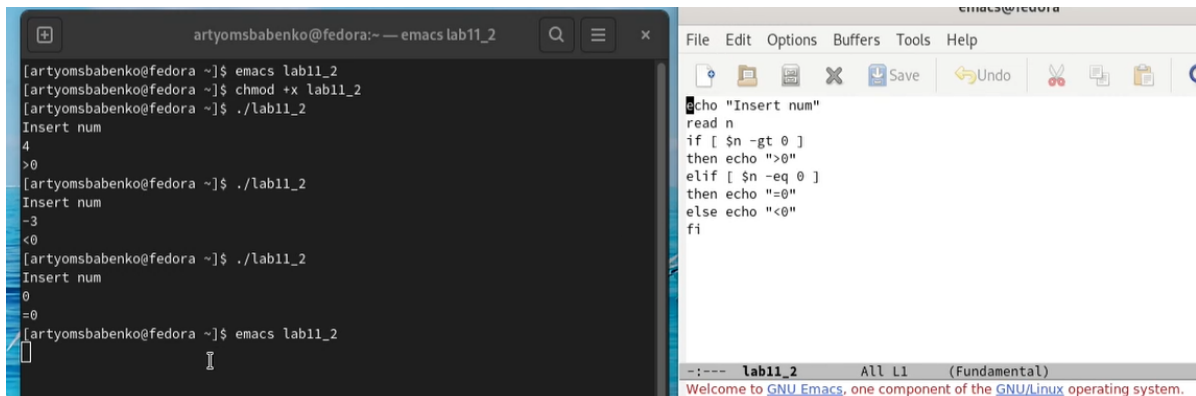 artyomsbabenko@fedora:~ — emacs lab11_2
[artyomsbabenko@fedora ~]$ emacs lab11_2
[artyomsbabenko@fedora ~]$ chmod +x lab11_2
[artyomsbabenko@fedora ~]$ ./lab11_2
Insert num
4
>0
[artyomsbabenko@fedora ~]$ ./lab11_2
Insert num
-3
<0
[artyomsbabenko@fedora ~]$ ./lab11_2
Insert num
0
=0
[artyomsbabenko@fedora ~]$ emacs lab11_2
emacs@fedora
File Edit Options Buffers Tools Help
Save Undo
echo "Insert num"
read n
if [ $n -gt 0 ]
then echo ">0"
elif [ $n -eq 0 ]
then echo "=0"
else echo "<0"
fi
-:--- lab11_2 All L1 (Fundamental)
Welcome to GNU Emacs, one component of the GNU/Linux operating system.